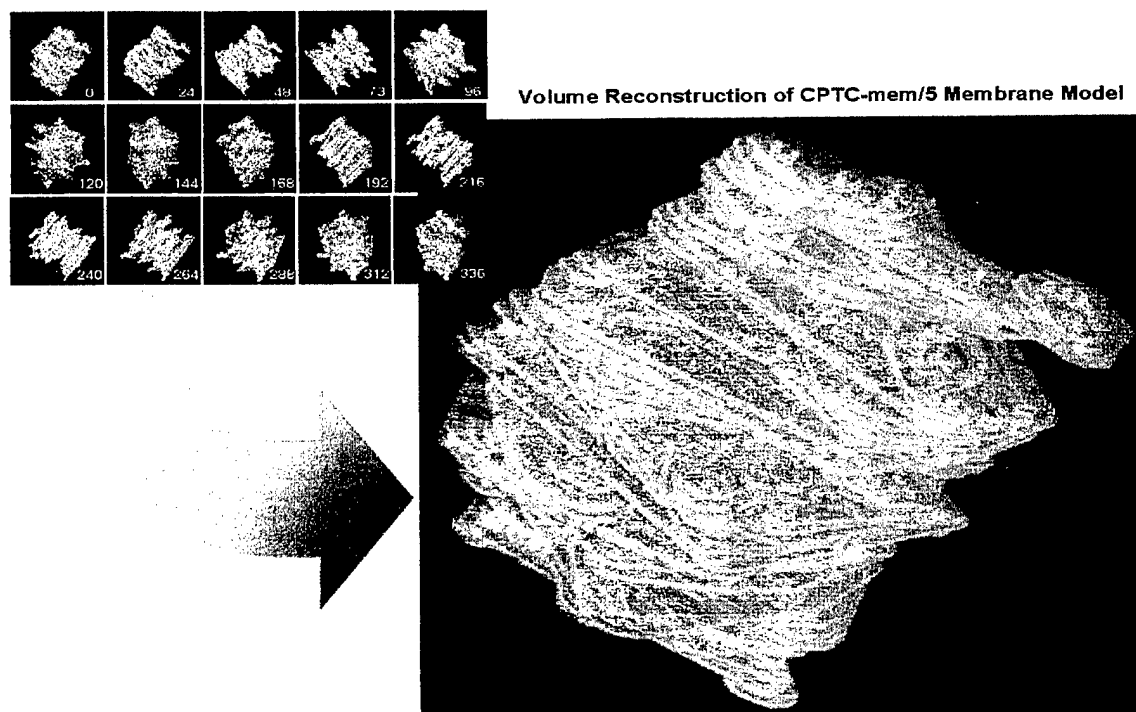 0 24 48 73 96
Volume Reconstruction of CPTC-mem/5 Membrane Model
120 144 168 192 216
240 264 288 312 336